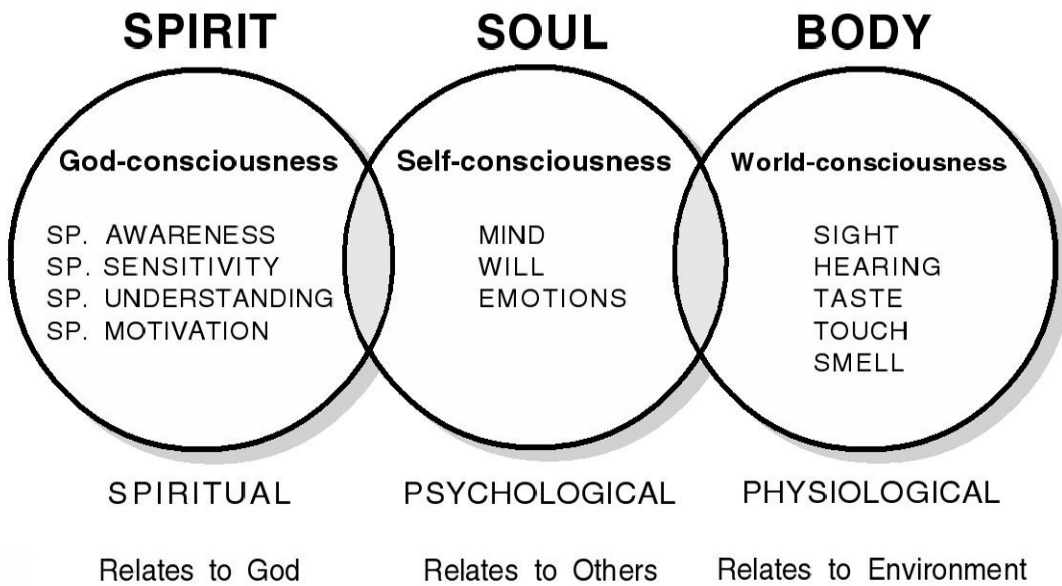 SPIRIT
SOUL
BODY
God-consciousness
Self-consciousness
World-consciousness
SP. AWARENESS
SP. SENSITIVITY
SP. UNDERSTANDING
SP. MOTIVATION
MIND
WILL
EMOTIONS
SIGHT
HEARING
TASTE
TOUCH
SMELL
SPIRITUAL
PSYCHOLOGICAL
PHYSIOLOGICAL
Relates to God
Relates to Others
Relates to Environment